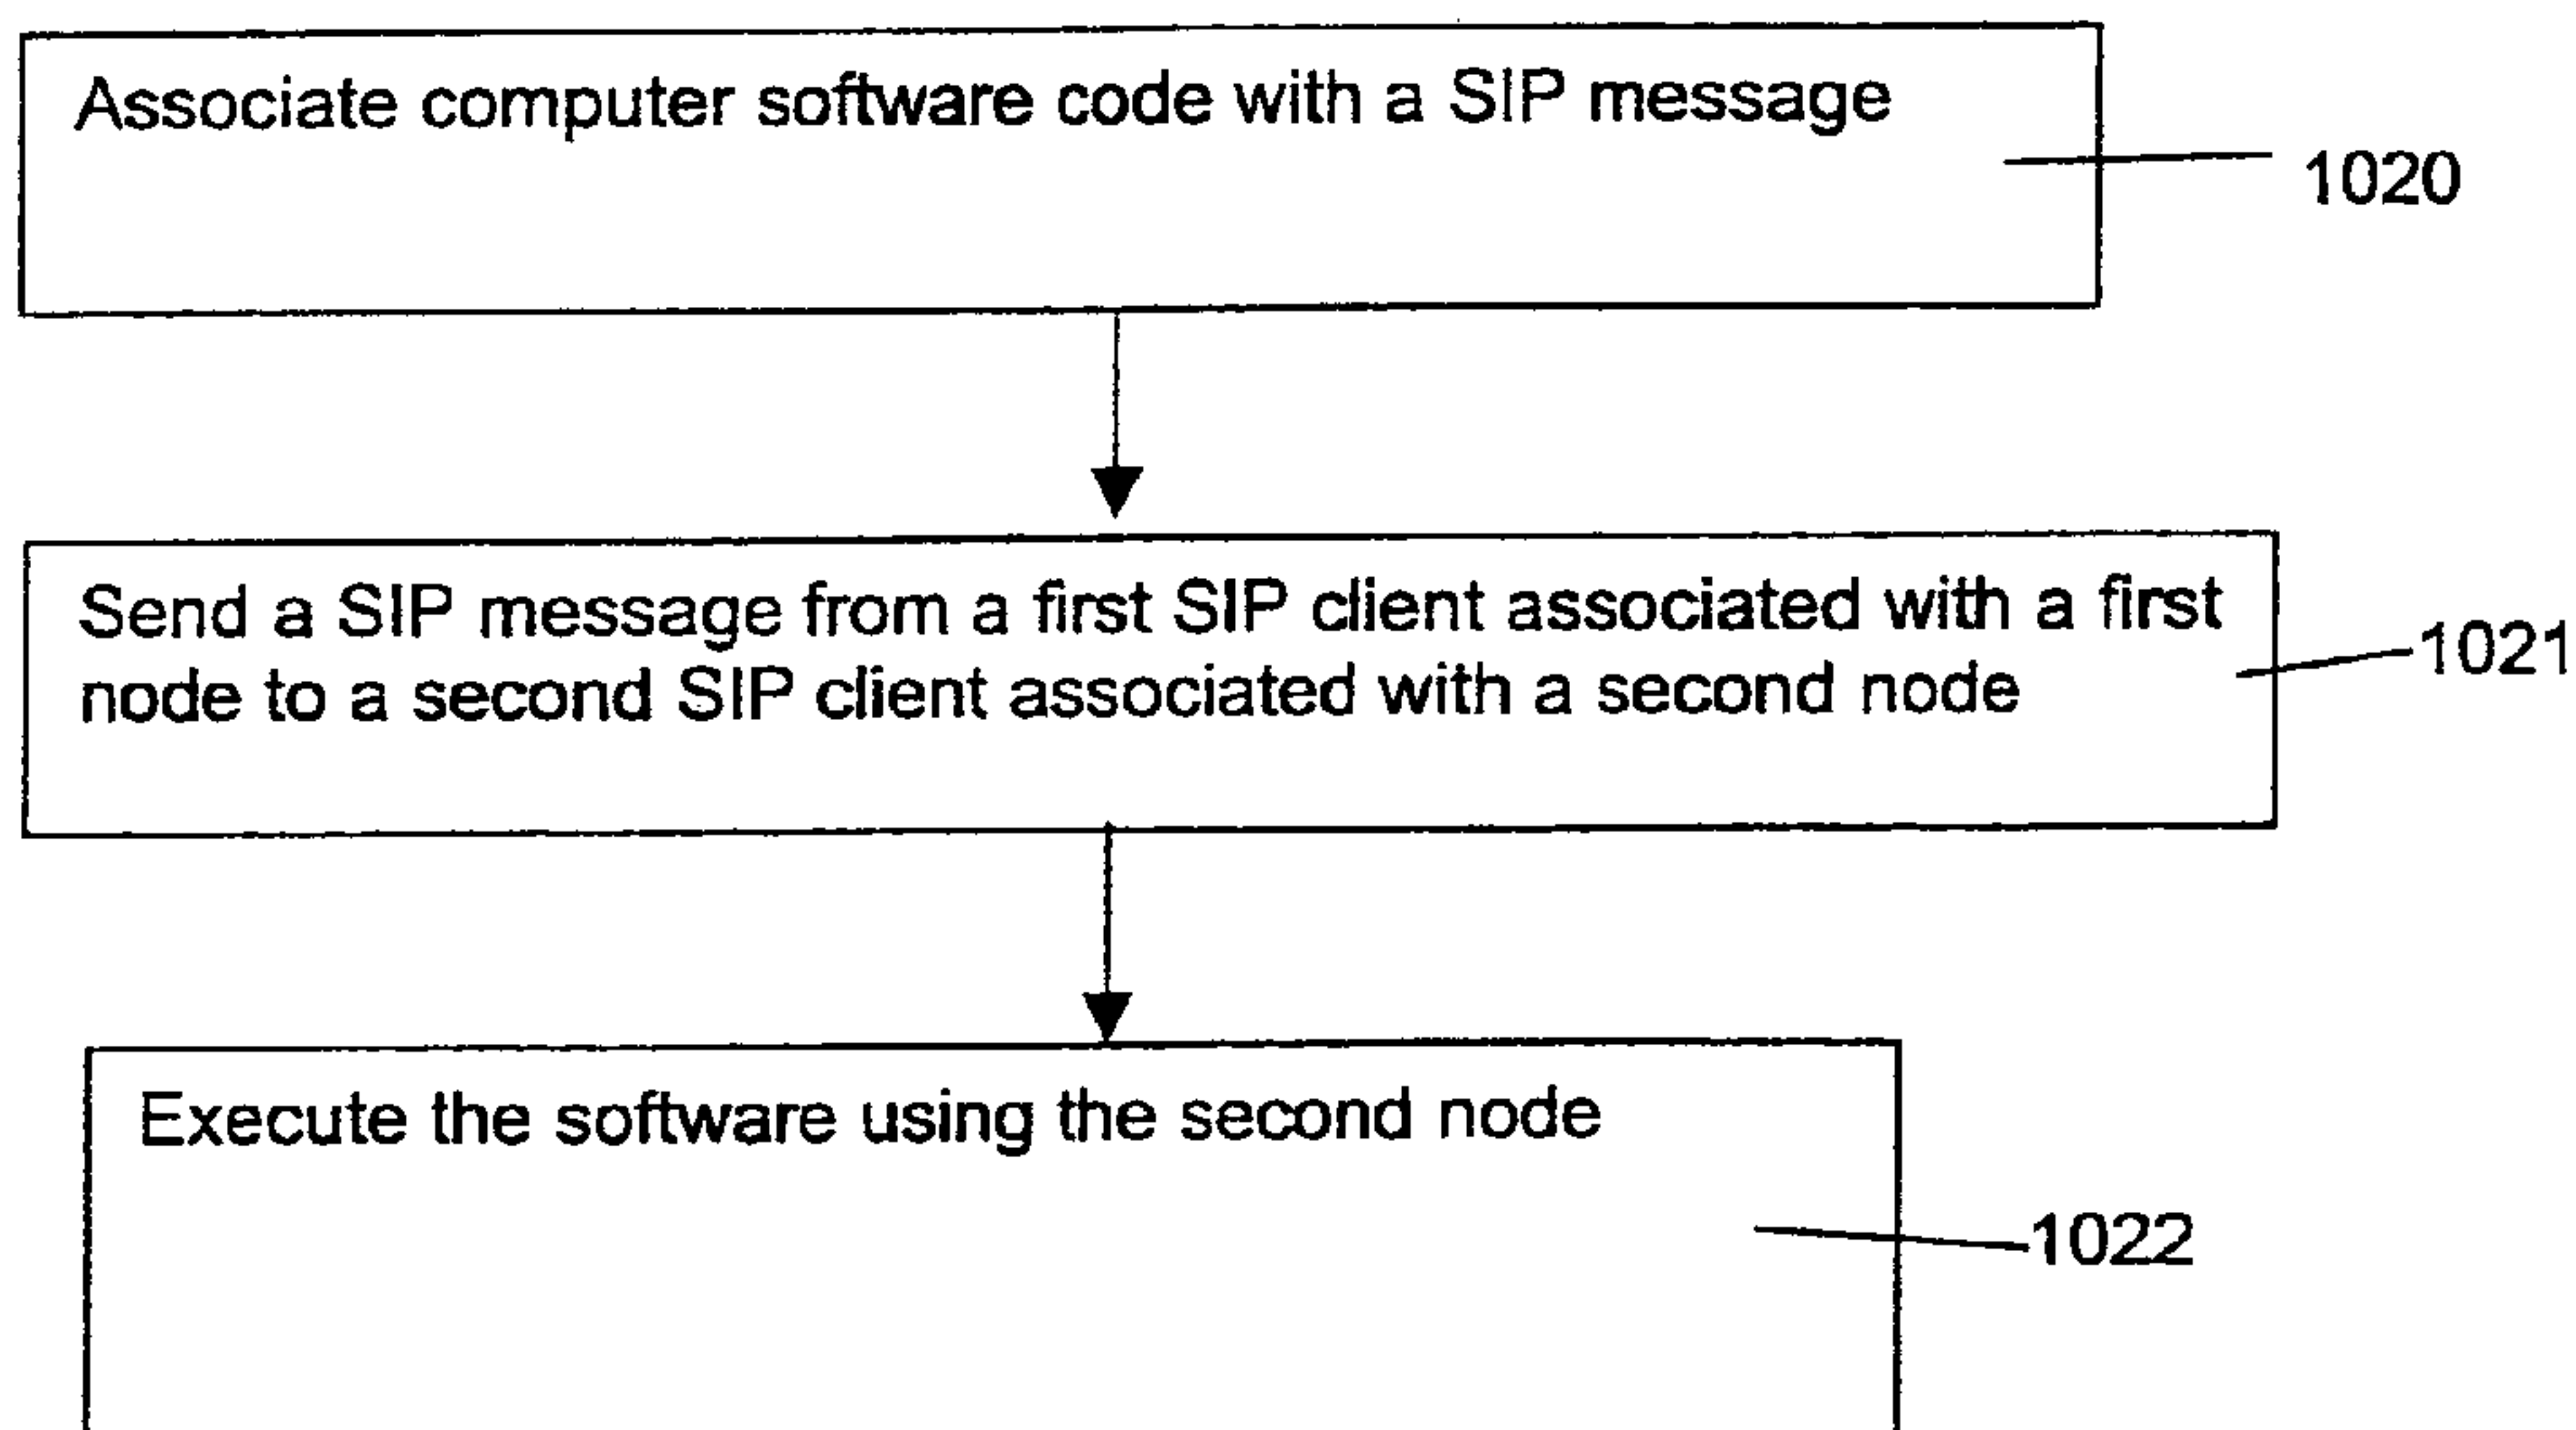 Associate computer software code with a SIP message
1020
Send a SIP message from a first SIP client associated with a first
node to a second SIP client associated with a second node
1021
Execute the software using the second node
1022